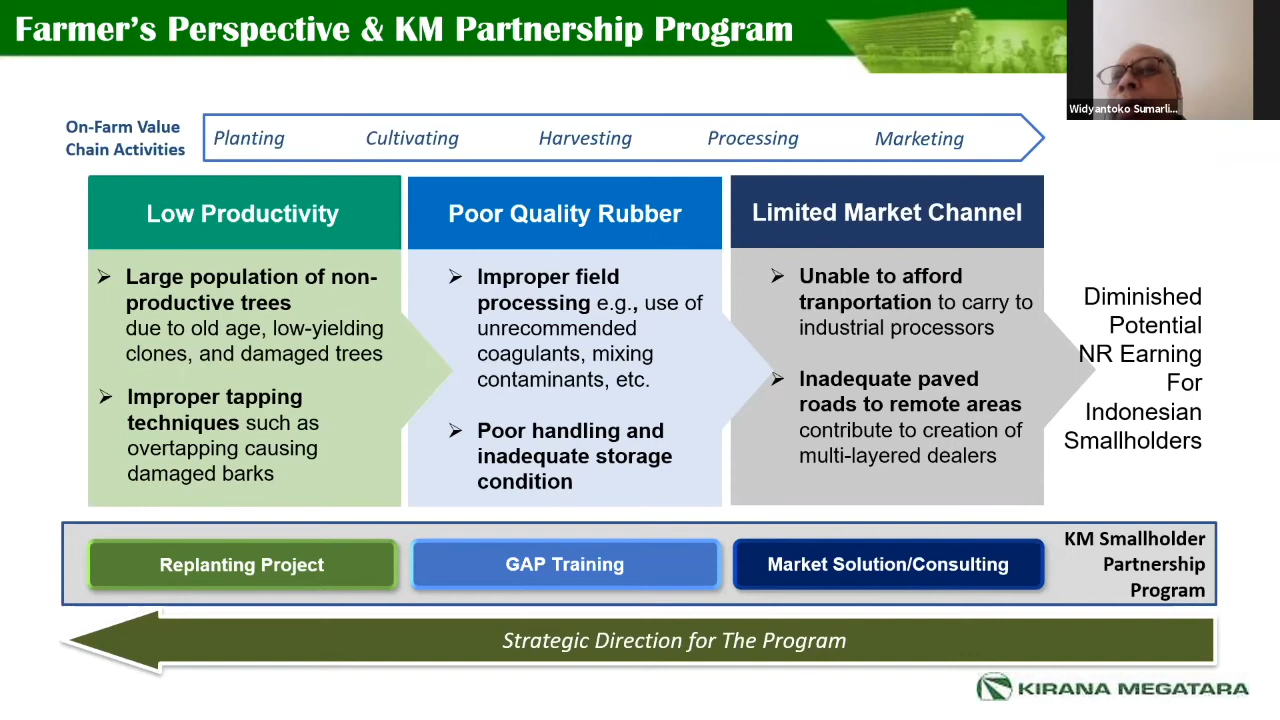 Farmer's Perspective & KM Partnership Program
Widyantoko Sumarli...
On-Farm Value
Chain Activities
Planting Cultivating Harvesting Processing Marketing
Low Productivity
➢ Large population of non-
productive trees
due to old age, low-yielding
clones, and damaged trees
➢ Improper tapping
techniques such as
overtapping causing
damaged barks
Poor Quality Rubber
➢ Improper field
processing e.g., use of
unrecommended
coagulants, mixing
contaminants, etc.
➢ Poor handling and
inadequate storage
condition
Limited Market Channel
➢ Unable to afford
tranportation to carry to
industrial processors
➢ Inadequate paved
roads to remote areas
contribute to creation of
multi-layered dealers
Diminished
Potential
NR Earning
For
Indonesian
Smallholders
Replanting Project
GAP Training
Market Solution/Consulting
KM Smallholder
Partnership
Program
Strategic Direction for The Program
KIRANA MEGATARA